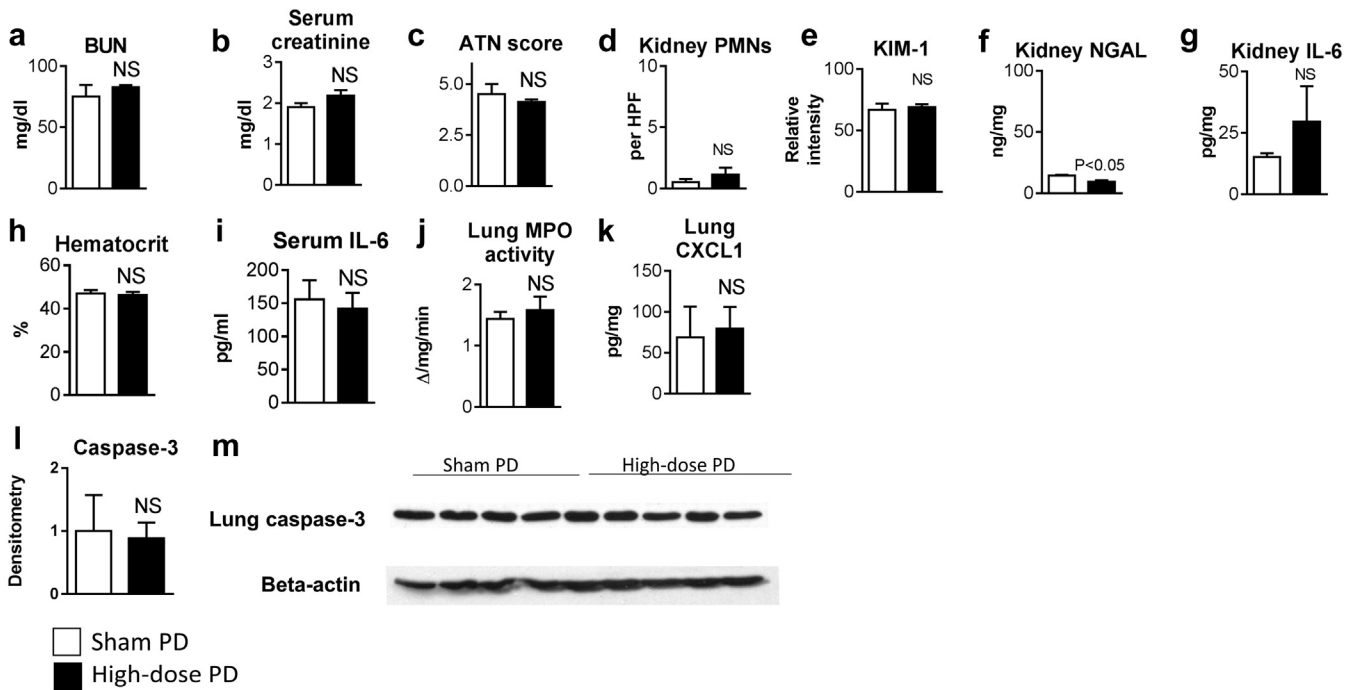 a
BUN
mg/dl
100
50
0
NS
b
Serum
creatinine
mg/dl
3
2
1
0
NS
c
ATN score
5.0
2.5
0.0
NS
d
Kidney PMNs
per HPF
10
5
0
NS
e
KIM-1
Relative
intensity
100
50
0
NS
f
Kidney NGAL
ng/mg
100
50
0
P<0.05
g
Kidney IL-6
pg/mg
50
25
0
NS
h
Hematocrit
%
60
40
20
0
NS
i
Serum IL-6
pg/ml
200
150
100
50
0
NS
j
Lung MPO
activity
Δ/mg/min
2
1
0
NS
k
Lung
CXCL1
pg/mg
150
100
50
0
NS
l
Caspase-3
Densitometry
2
1
0
NS
m
Sham PD
High-dose PD
Lung caspase-3
Beta-actin
Sham PD
High-dose PD